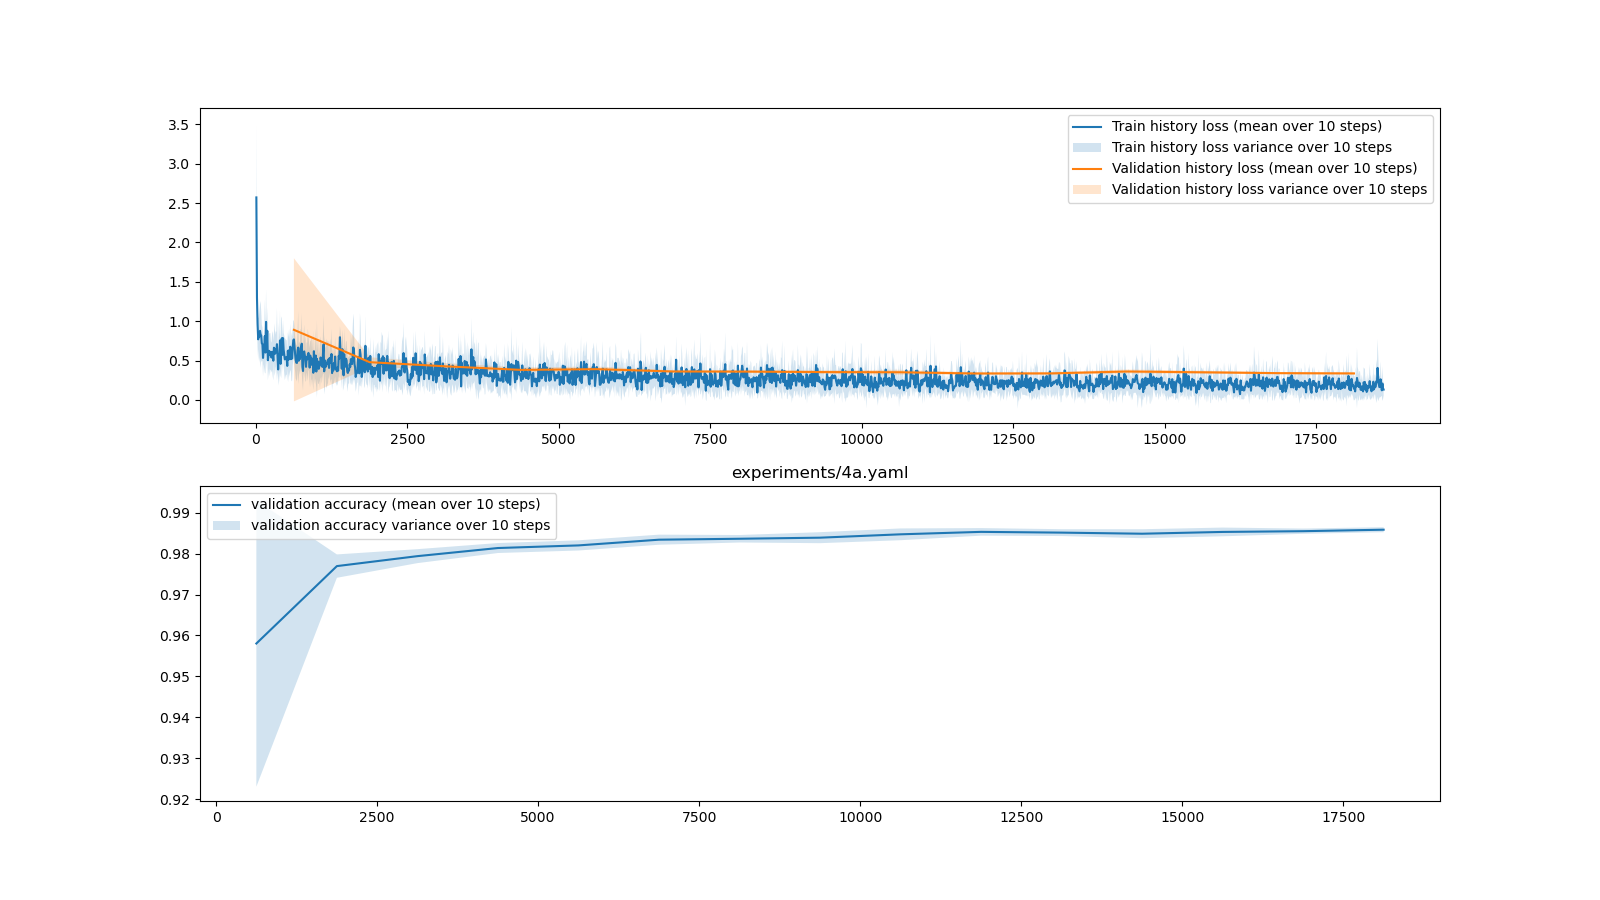 3.5
3.0
2.5
2.0
1.5
1.0
0.5
0.0
Train history loss (mean over 10 steps)
Train history loss variance over 10 steps
Validation history loss (mean over 10 steps)
Validation history loss variance over 10 steps
0 2500 5000 7500 10000 12500 15000 17500
experiments/4a.yaml
validation accuracy (mean over 10 steps)
validation accuracy variance over 10 steps
0.99
0.98
0.97
0.96
0.95
0.94
0.93
0.92
0 2500 5000 7500 10000 12500 15000 17500